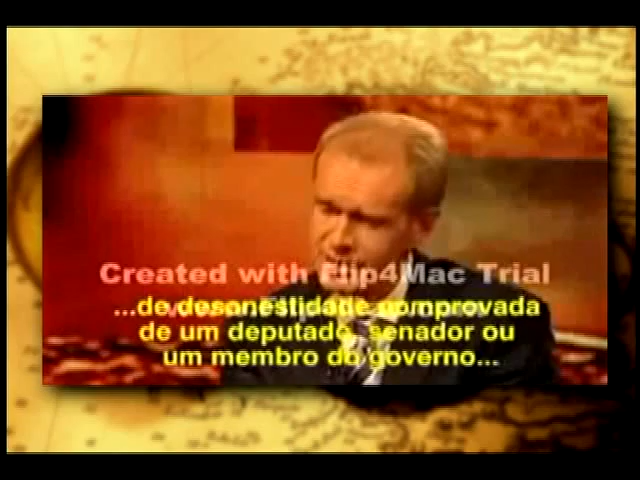 Created with Flip4Mac Trial
...de desonestidade comprovada
de um deputado, senador ou
um membro do governo...